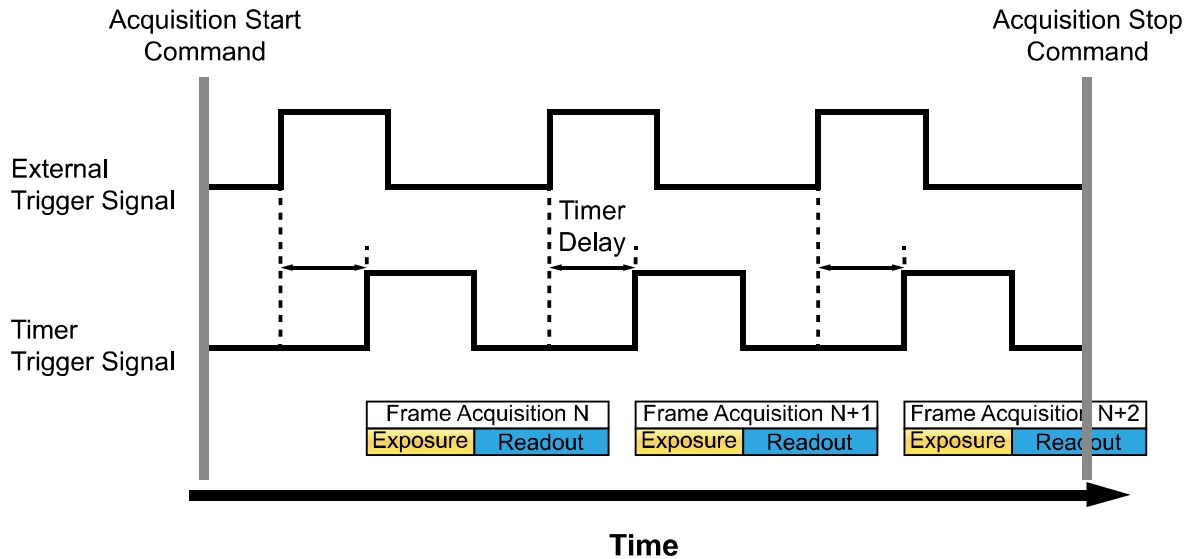 Acquisition Start
Command
Acquisition Stop
Command
External
Trigger Signal
Timer
Delay
Timer
Trigger Signal
Frame Acquisition N
Frame Acquisition N+1
Frame Acquisition N+2
Exposure
Readout
Exposure
Readout
Exposure
Readout
Time